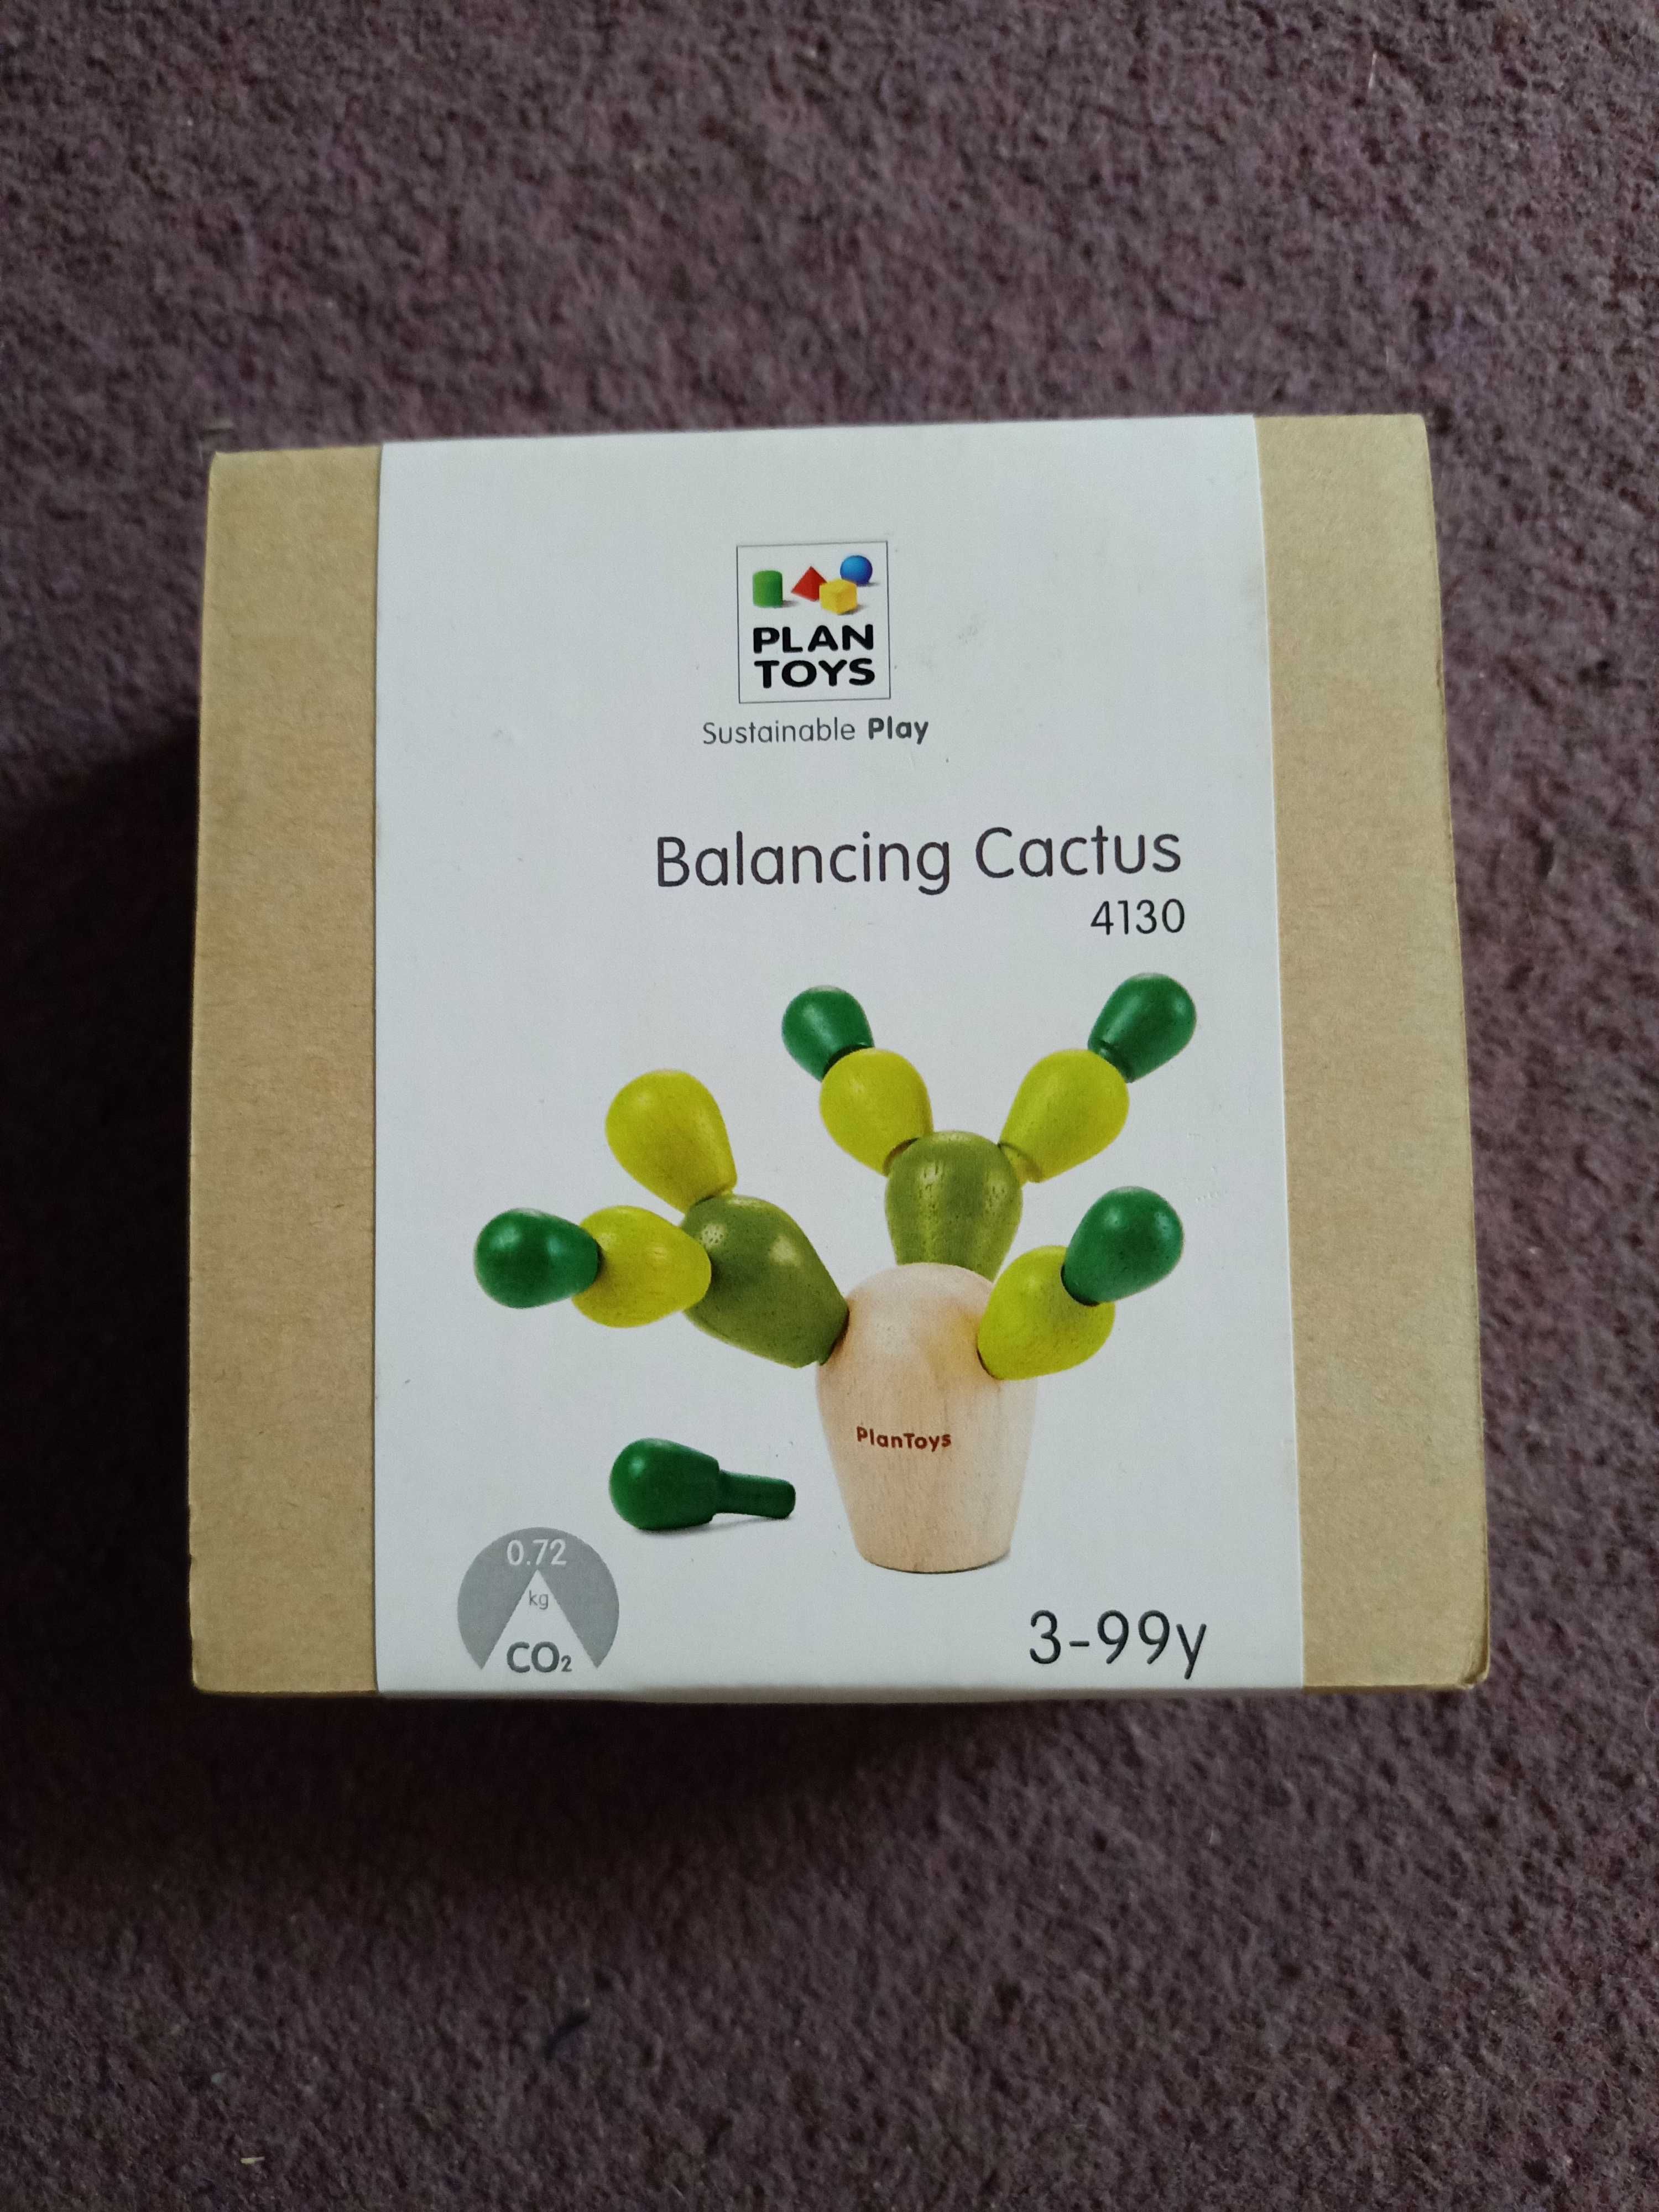 PLAN
TOYS
Sustainable Play
Balancing Cactus
4130
PlanToys
0.72
kg
CO₂
3-99y